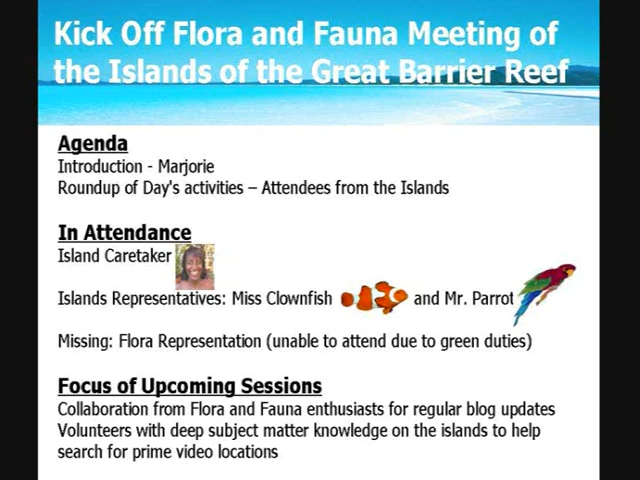 Kick Off Flora and Fauna Meeting of
the Islands of the Great Barrier Reef
Agenda
Introduction - Marjorie
Roundup of Day's activities – Attendees from the Islands
In Attendance
Island Caretaker
Islands Representatives: Miss Clownfish and Mr. Parrot
Missing: Flora Representation (unable to attend due to green duties)
Focus of Upcoming Sessions
Collaboration from Flora and Fauna enthusiasts for regular blog updates
Volunteers with deep subject matter knowledge on the islands to help
search for prime video locations